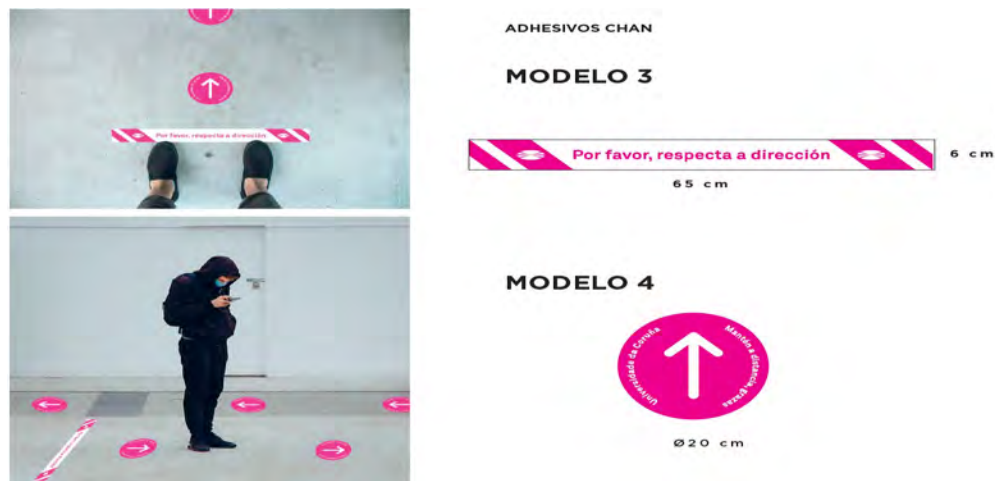 ADHESIVOS CHAN
MODELO 3
Por favor, respecta a dirección
Por favor, respecta a dirección
6 cm
65 cm
MODELO 4
Universidade da Coruña
Mantén a distancia. Grazas
Ø20 cm